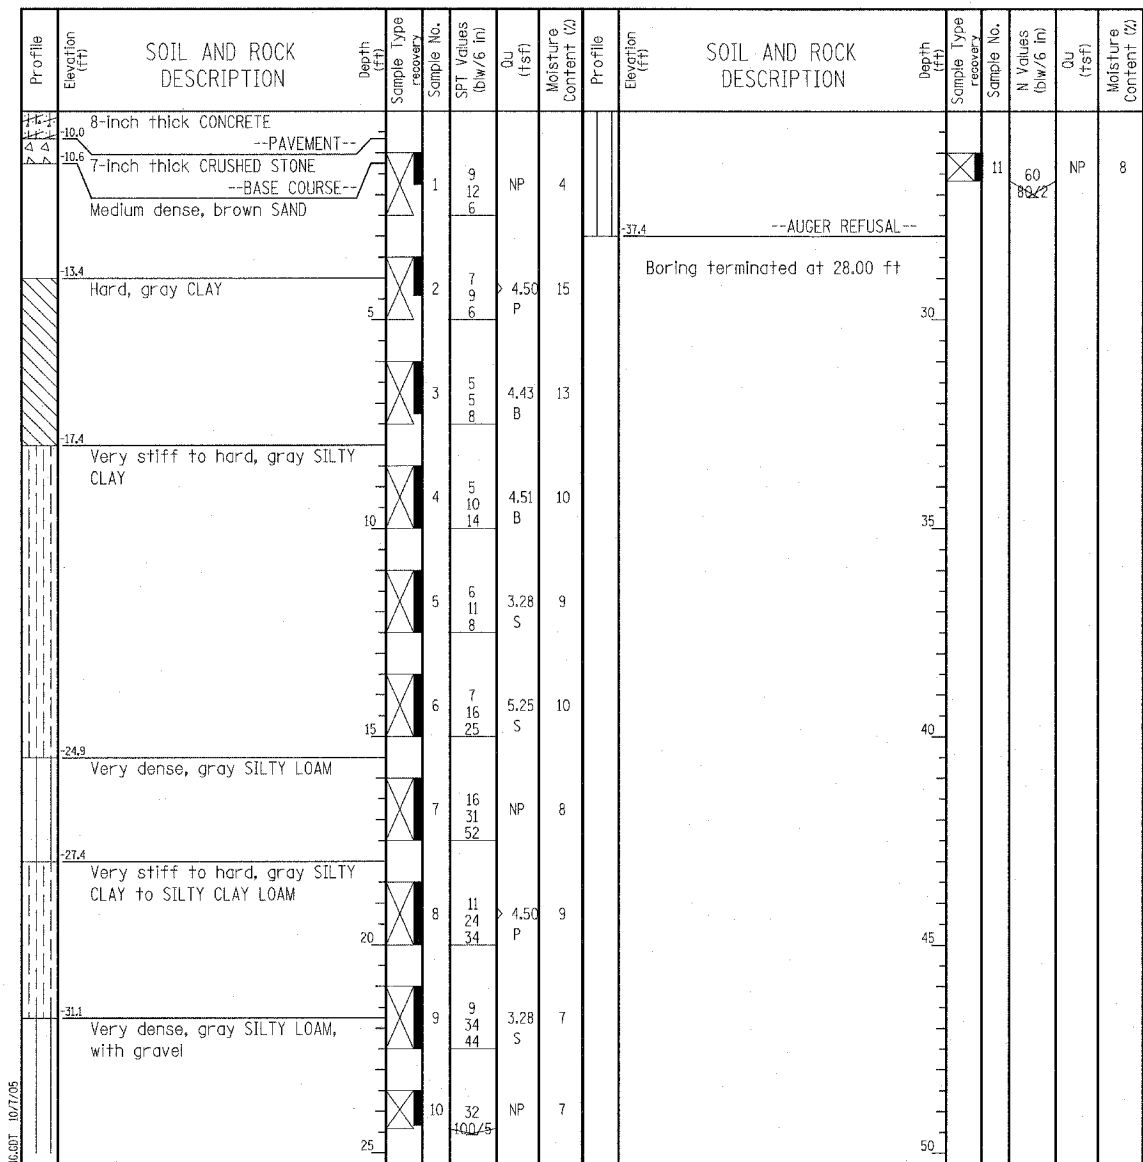 Profile
Elevation (ft)
SOIL AND ROCK
DESCRIPTION
Depth (ft)
Sample Type
recovery
Sample No.
SPT Values
(blw/6 in)
Qu
(tsf)
Moisture
Content (%)
Profile
Elevation (ft)
SOIL AND ROCK
DESCRIPTION
Depth (ft)
Sample Type
recovery
Sample No.
N Values
(blw/6 in)
Qu
(tsf)
Moisture
Content (%)
8-inch thick CONCRETE
-10.0
--PAVEMENT--
-10.6
7-inch thick CRUSHED STONE
--BASE COURSE--
Medium dense, brown SAND
1
9
12
6
NP
4
-13.4
Hard, gray CLAY
5
2
7
9
6
> 4.50
P
15
3
5
5
8
4.43
B
13
-17.4
Very stiff to hard, gray SILTY
CLAY
10
4
5
10
14
4.51
B
10
5
6
11
8
3.28
S
9
15
6
7
16
25
5.25
S
10
-24.9
Very dense, gray SILTY LOAM
7
16
31
52
NP
8
-27.4
Very stiff to hard, gray SILTY
CLAY to SILTY CLAY LOAM
20
8
11
24
34
> 4.50
P
9
-31.1
Very dense, gray SILTY LOAM,
with gravel
9
9
34
44
3.28
S
7
25
10
32
100/5
NP
7
11
60
80/2
NP
8
-37.4
--AUGER REFUSAL--
Boring terminated at 28.00 ft
30
35
40
45
50
.GDT 10/7/05